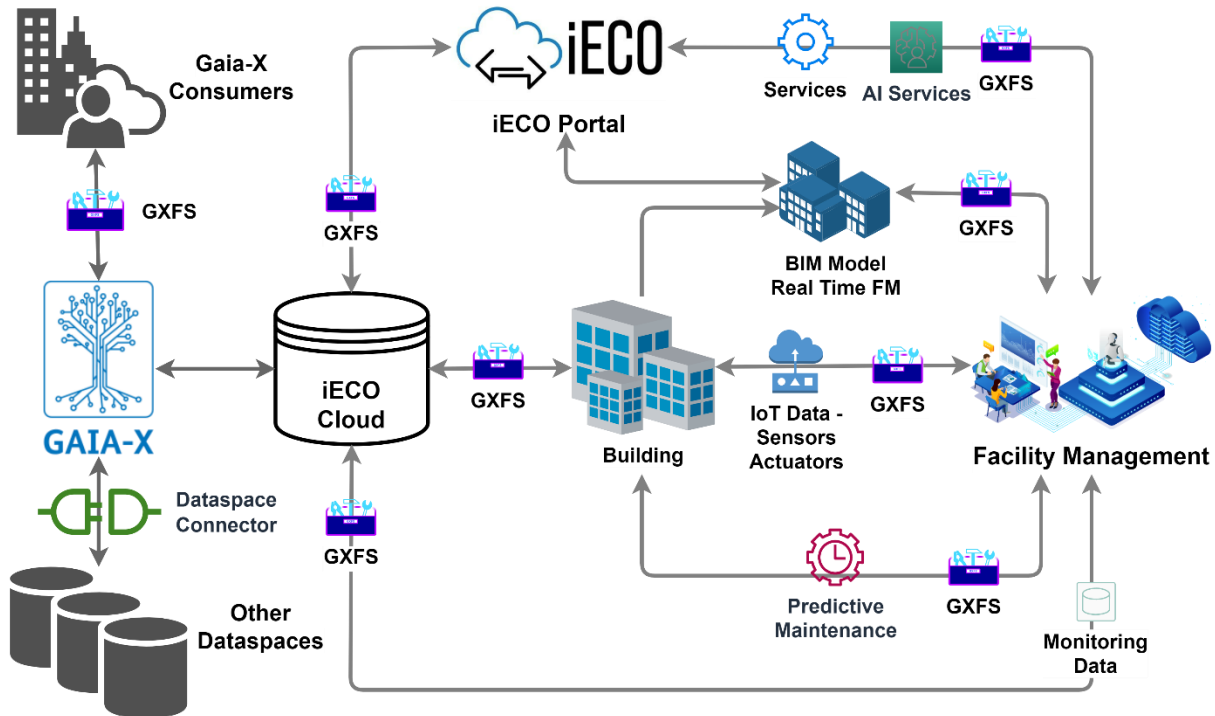 Gaia-X
Consumers
GXFS
GAIA-X
Dataspace
Connector
Other
Dataspaces
iECO
iECO Portal
Services
AI Services
GXFS
GXFS
BIM Model
Real Time FM
GXFS
iECO
Cloud
GXFS
Building
IoT Data -
Sensors
Actuators
GXFS
Facility Management
GXFS
Predictive
Maintenance
GXFS
Monitoring
Data